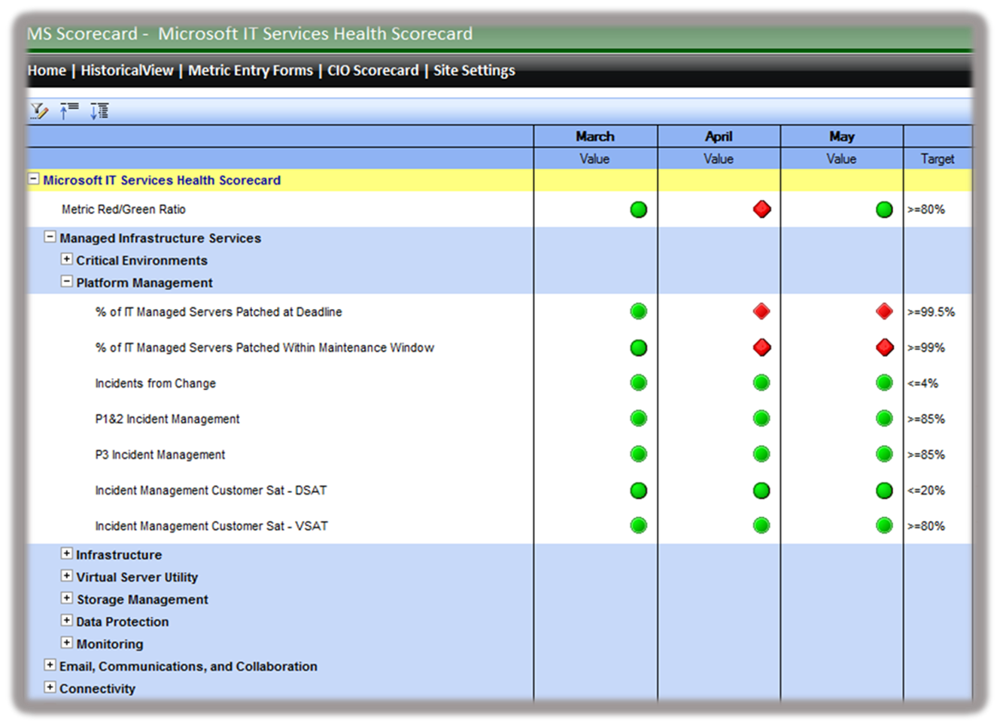 MS Scorecard - Microsoft IT Services Health Scorecard
Home | HistoricalView | Metric Entry Forms | CIO Scorecard | Site Settings
March April May
Value Value Value Target
Microsoft IT Services Health Scorecard
Metric Red/Green Ratio >=80%
Managed Infrastructure Services
Critical Environments
Platform Management
% of IT Managed Servers Patched at Deadline >=99.5%
% of IT Managed Servers Patched Within Maintenance Window >=99%
Incidents from Change <=4%
P1&2 Incident Management >=85%
P3 Incident Management >=85%
Incident Management Customer Sat - DSAT <=20%
Incident Management Customer Sat - VSAT >=80%
Infrastructure
Virtual Server Utility
Storage Management
Data Protection
Monitoring
Email, Communications, and Collaboration
Connectivity